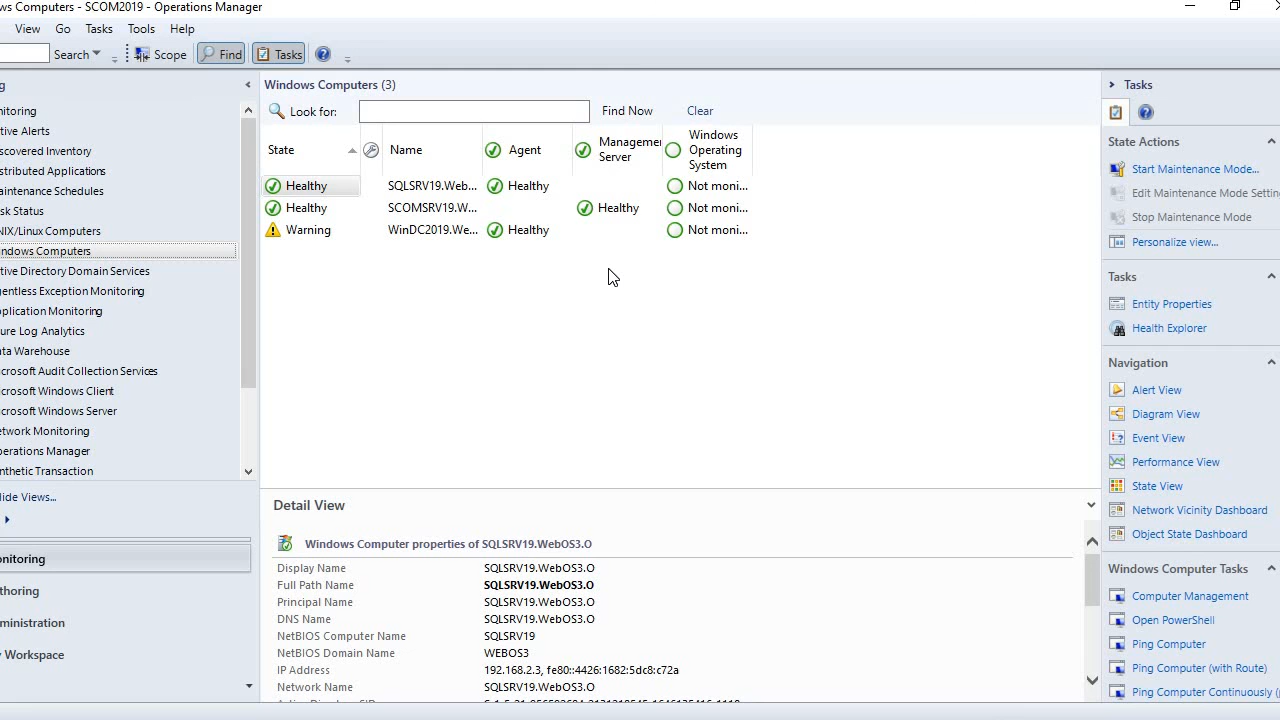 ws Computers - SCOM2019 - Operations Manager
View Go Tasks Tools Help
Search Scope Find Tasks
g
nitoring
tive Alerts
scovered Inventory
stributed Applications
aintenance Schedules
sk Status
NIX/Linux Computers
indows Computers
tive Directory Domain Services
gentless Exception Monitoring
pplication Monitoring
ure Log Analytics
ata Warehouse
crosoft Audit Collection Services
crosoft Windows Client
crosoft Windows Server
etwork Monitoring
perations Manager
nthetic Transaction
ide Views...
onitoring
thoring
ministration
y Workspace
Windows Computers (3)
Look for: Find Now Clear
State Name Agent Manageme Server Windows Operating System
Healthy SQLSRV19.Web... Healthy Not moni...
Healthy SCOMSRV19.W... Healthy Not moni...
Warning WinDC2019.We... Healthy Not moni...
Detail View
Windows Computer properties of SQLSRV19.WebOS3.O
Display Name SQLSRV19.WebOS3.O
Full Path Name SQLSRV19.WebOS3.O
Principal Name SQLSRV19.WebOS3.O
DNS Name SQLSRV19.WebOS3.O
NetBIOS Computer Name SQLSRV19
NetBIOS Domain Name WEBOS3
IP Address 192.168.2.3, fe80::4426:1682:5dc8:c72a
Network Name SQLSRV19.WebOS3.O
Tasks
State Actions
Start Maintenance Mode...
Edit Maintenance Mode Settin
Stop Maintenance Mode
Personalize view...
Tasks
Entity Properties
Health Explorer
Navigation
Alert View
Diagram View
Event View
Performance View
State View
Network Vicinity Dashboard
Object State Dashboard
Windows Computer Tasks
Computer Management
Open PowerShell
Ping Computer
Ping Computer (with Route)
Ping Computer Continuously (